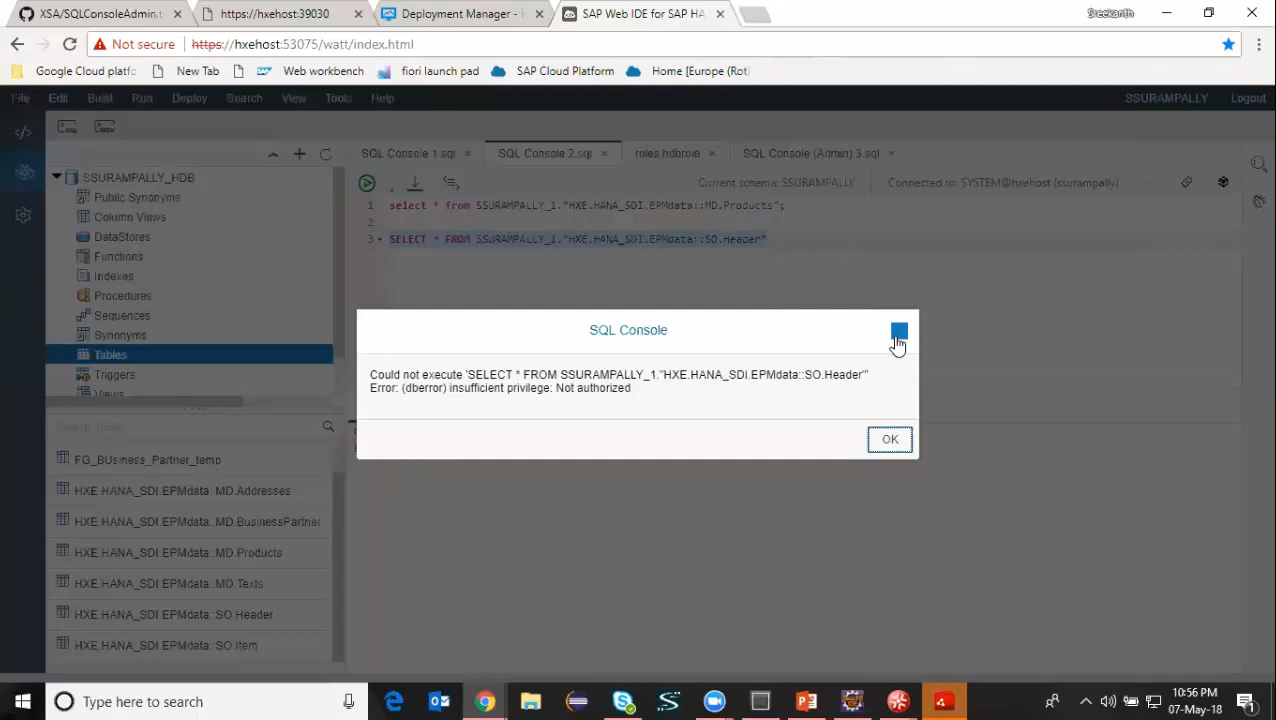 XSA/SQLConsoleAdmin.t
https://hxehost:39030
Deployment Manager -
SAP Web IDE for SAP HA
Sreekanth
Not secure
https://hxehost:53075/watt/index.html
Google Cloud platfo
New Tab
Web workbench
fiori launch pad
SAP Cloud Platform
Home [Europe (Rot)
File Edit Build Run Deploy Search View Tools Help
SSURAMPALLY
Logout
SQL Console 1.sql
SQL Console 2.sql
roles.hdbrole
SQL Console (Admin) 3.sql
SSURAMPALLY_HDB
Current schema: SSURAMPALLY
Connected to: SYSTEM@hxehost (ssurampally)
Public Synonyms
Column Views
DataStores
Functions
Indexes
Procedures
Sequences
Synonyms
Tables
Triggers
Views
1 select * from SSURAMPALLY_1."HXE.HANA_SDI.EPMdata::MD.Products";
2
3 SELECT * FROM SSURAMPALLY_1."HXE.HANA_SDI.EPMdata::SO.Header"
SQL Console
Could not execute 'SELECT * FROM SSURAMPALLY_1."HXE.HANA_SDI.EPMdata::SO.Header"'
Error: (dberror) insufficient privilege: Not authorized
OK
FG_BUsiness_Partner_temp
HXE.HANA_SDI.EPMdata::MD.Addresses
HXE.HANA_SDI.EPMdata::MD.BusinessPartner
HXE.HANA_SDI.EPMdata::MD.Products
HXE.HANA_SDI.EPMdata::MD.Texts
HXE.HANA_SDI.EPMdata::SO.Header
HXE.HANA_SDI.EPMdata::SO.Item
Type here to search
10:56 PM
07-May-18